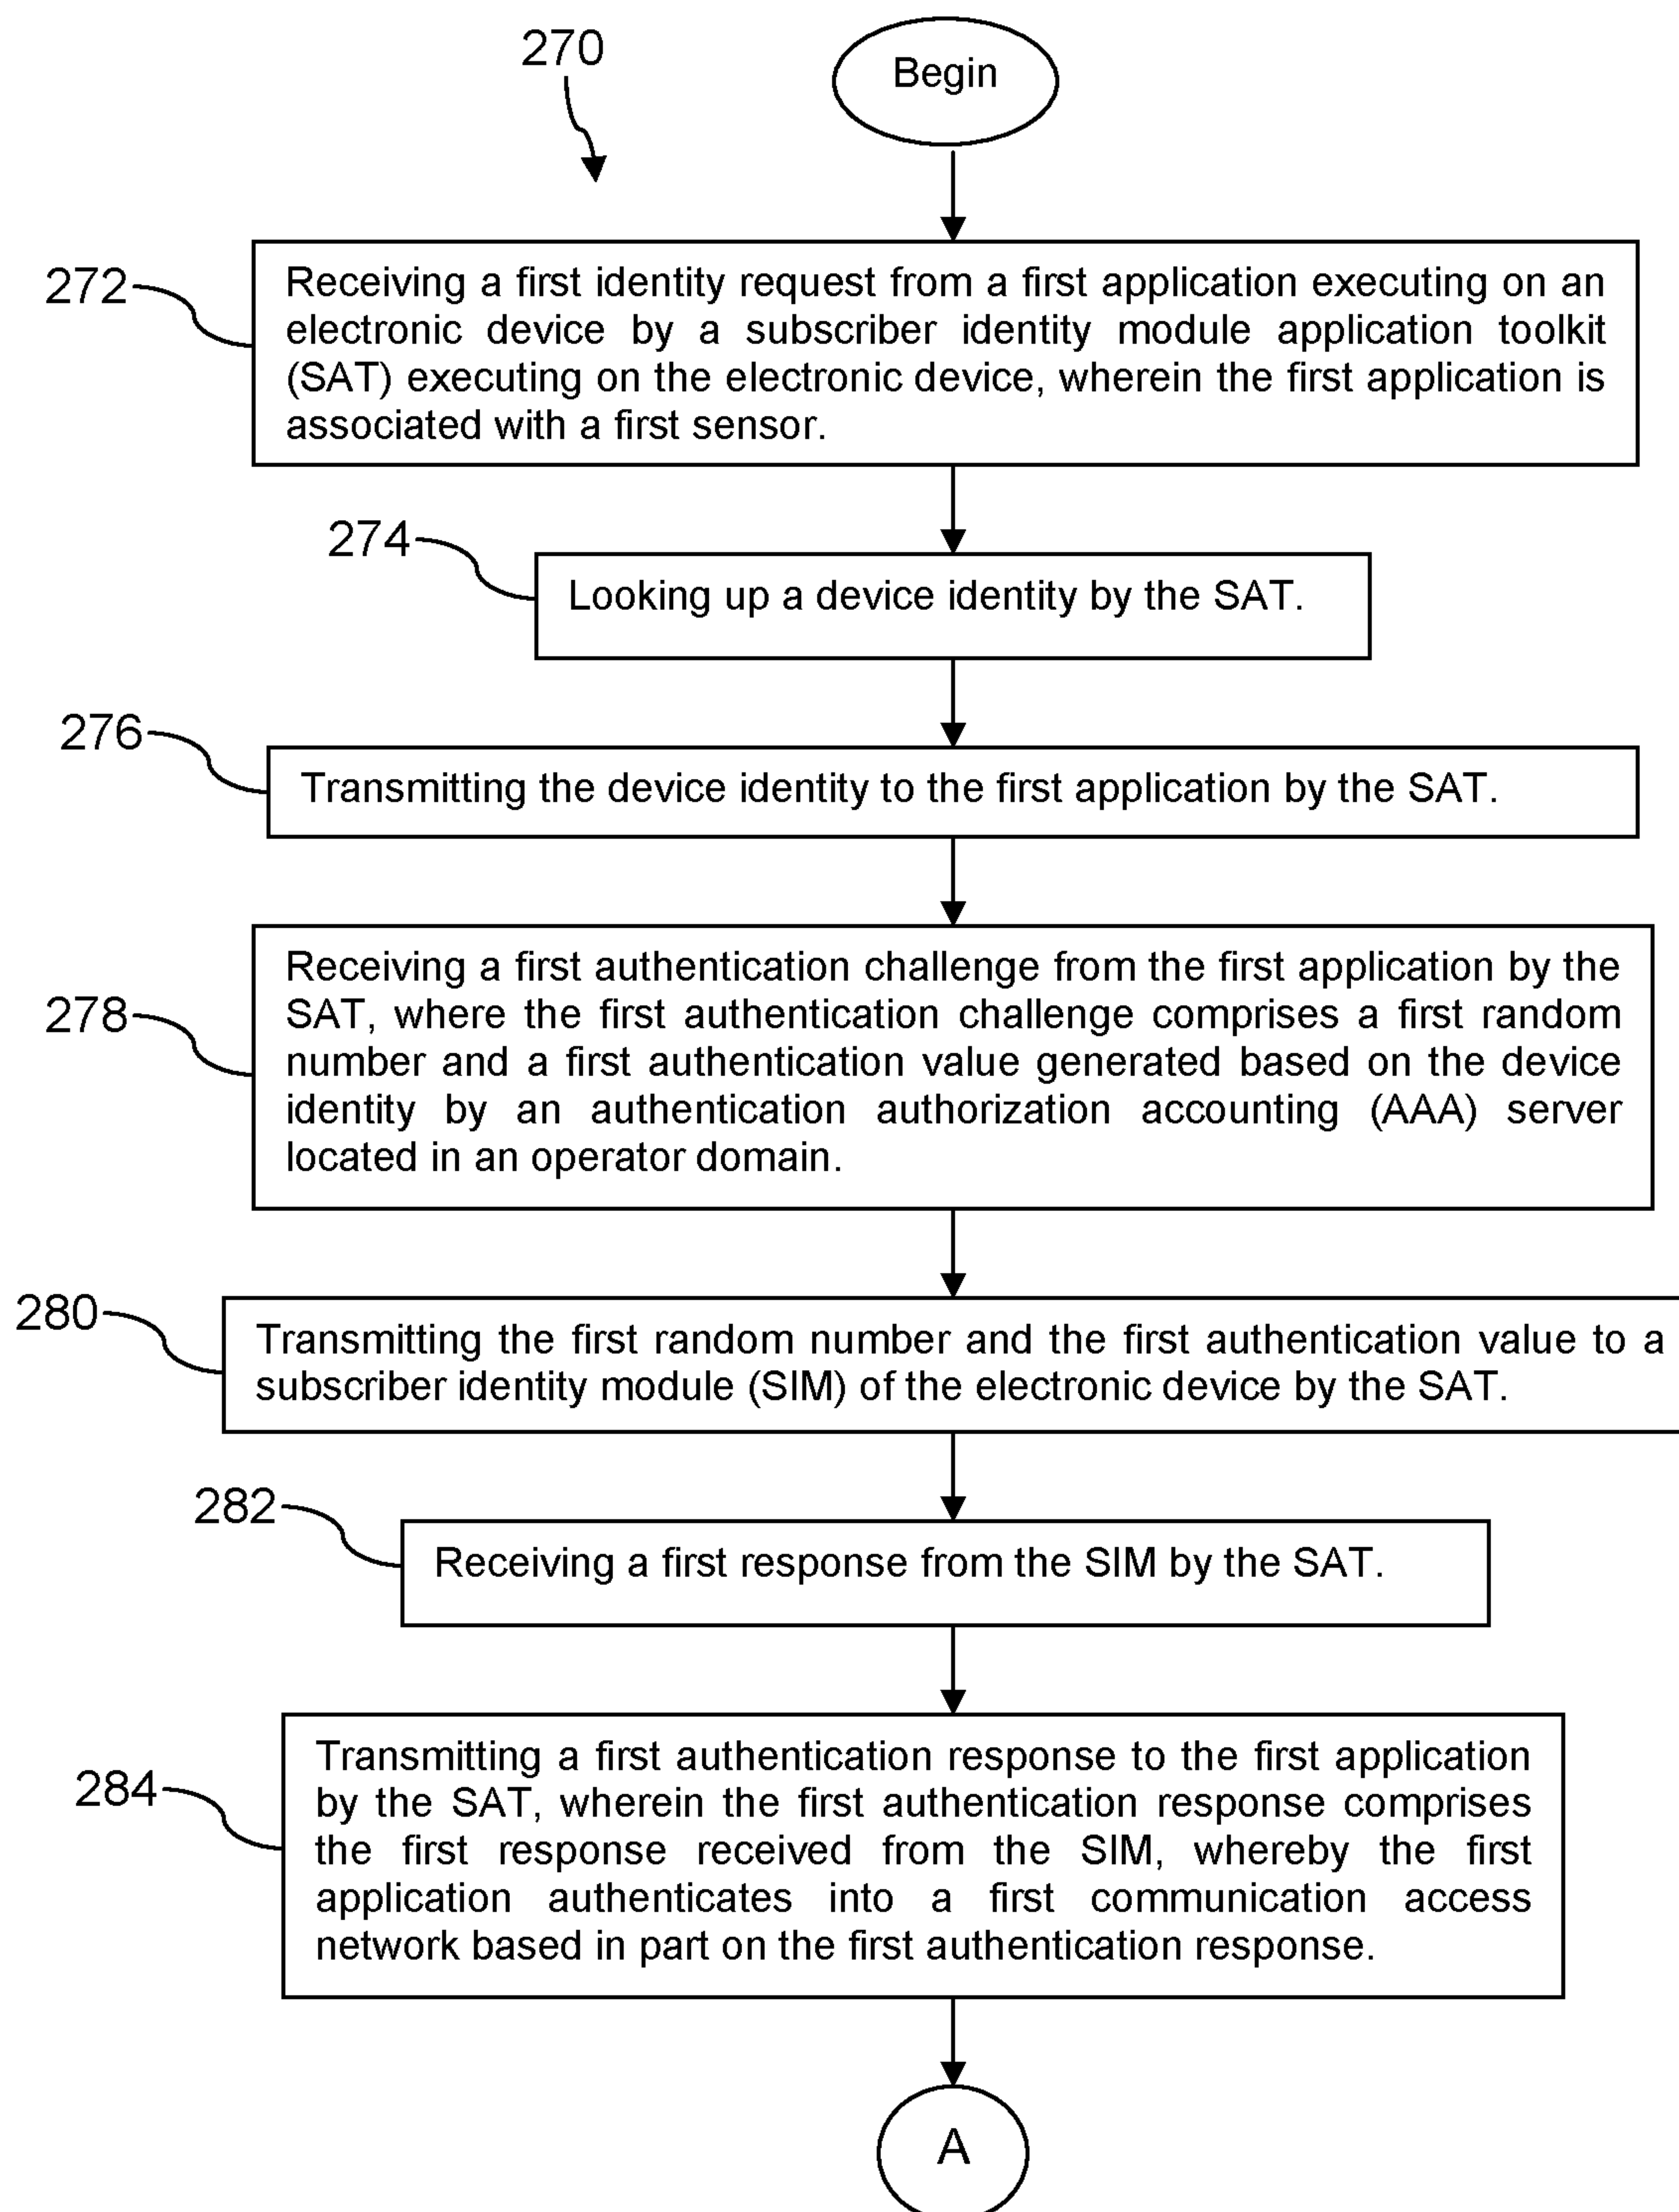 270
Begin
272
Receiving a first identity request from a first application executing on an
electronic device by a subscriber identity module application toolkit
(SAT) executing on the electronic device, wherein the first application is
associated with a first sensor.
274
Looking up a device identity by the SAT.
276
Transmitting the device identity to the first application by the SAT.
278
Receiving a first authentication challenge from the first application by the
SAT, where the first authentication challenge comprises a first random
number and a first authentication value generated based on the device
identity by an authentication authorization accounting (AAA) server
located in an operator domain.
280
Transmitting the first random number and the first authentication value to a
subscriber identity module (SIM) of the electronic device by the SAT.
282
Receiving a first response from the SIM by the SAT.
284
Transmitting a first authentication response to the first application
by the SAT, wherein the first authentication response comprises
the first response received from the SIM, whereby the first
application authenticates into a first communication access
network based in part on the first authentication response.
A